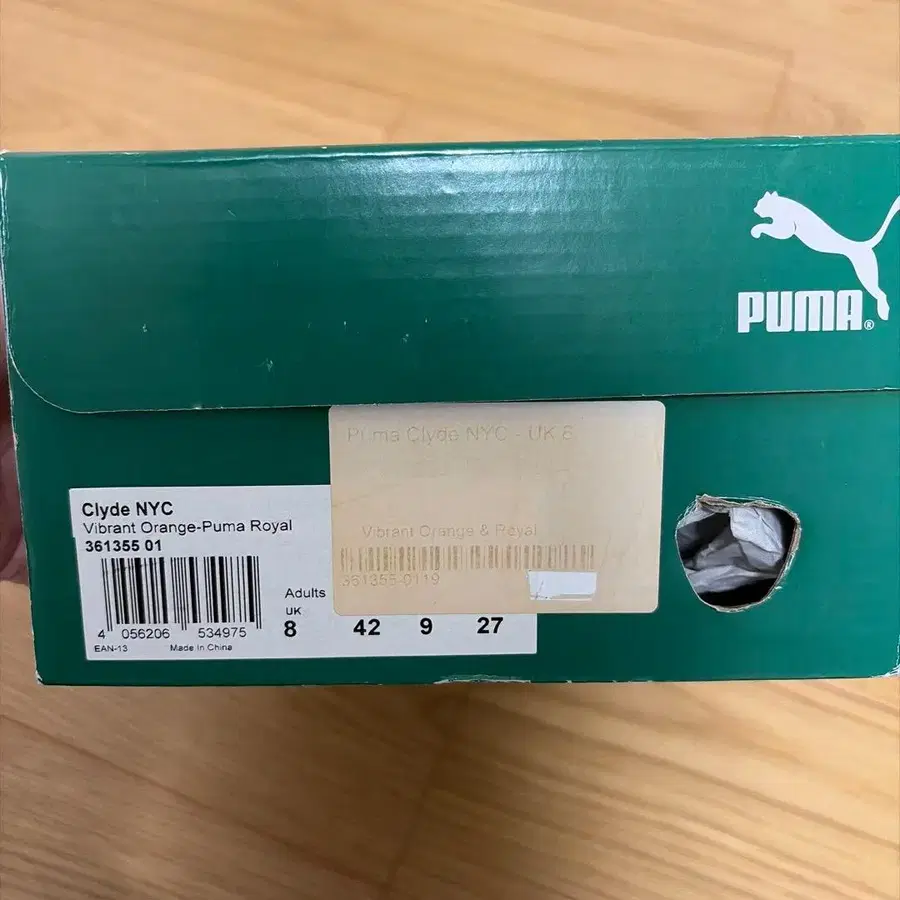 PUMA®
Puma Clyde NYC - UK 8
Vibrant Orange & Royal
361355-0119
Clyde NYC
Vibrant Orange-Puma Royal
361355 01
4 056206 534975
EAN-13 Made In China
Adults
UK
8 42 9 27